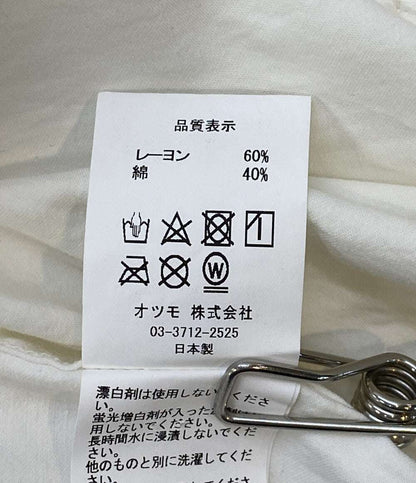 品質表示
レーヨン 60%
綿 40%
W
オツモ 株式会社
03-3712-2525
日本製
漂白剤は使用しないでくださ
い。
蛍光増白剤が入った
用しないでください。
長時間水に浸漬しないで
ください。
他のものと別に洗濯してくだ
さい。